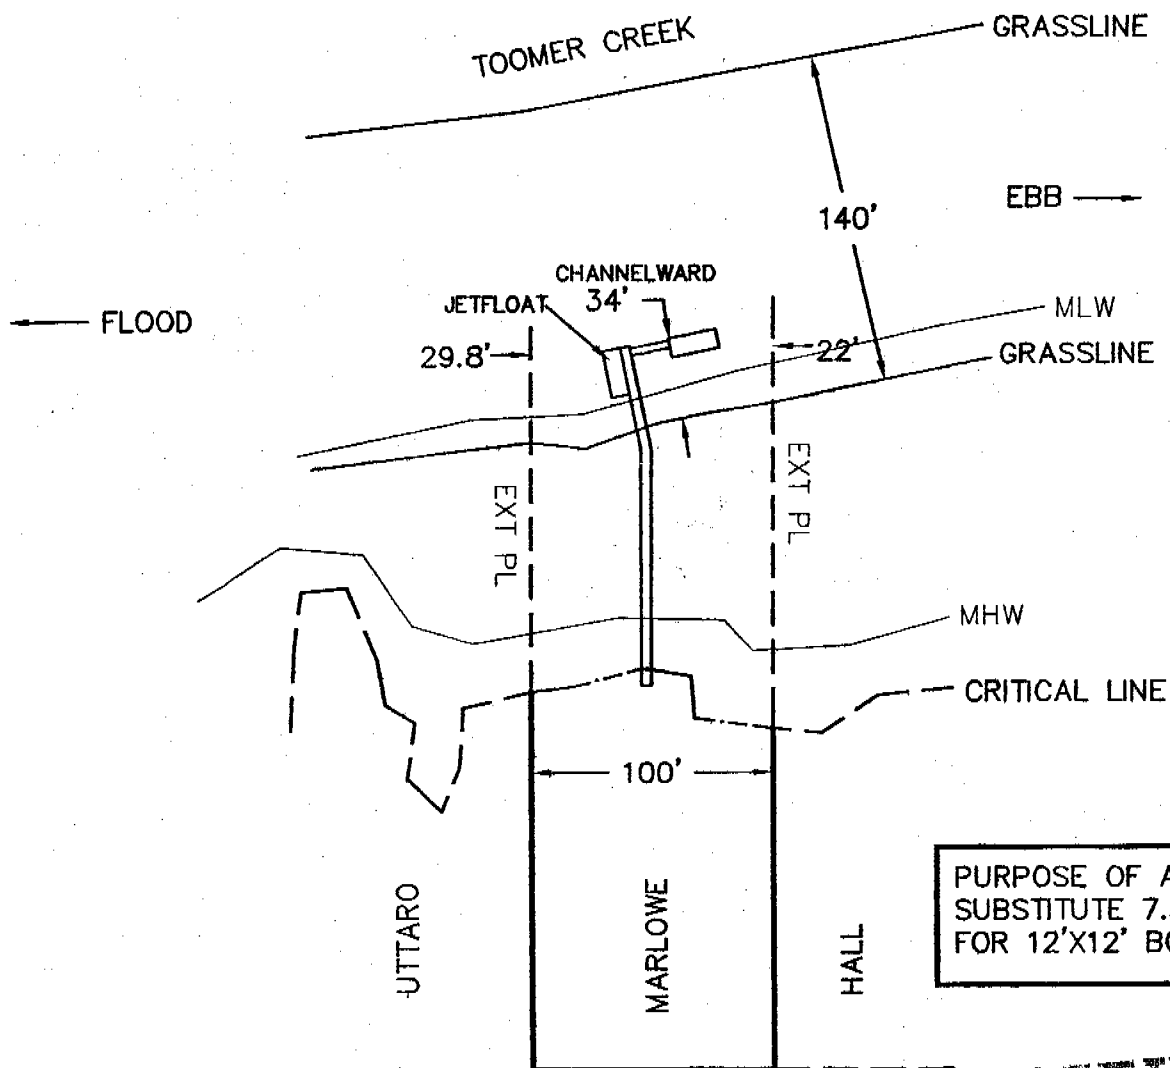 TOOMER CREEK
GRASSLINE
EBB
140'
CHANNELWARD
34'
JETFLOAT
FLOOD
MLW
29.8'
22'
GRASSLINE
EXT PL
EXT PL
MHW
CRITICAL LINE
100'
UTTARO
MARLOWE
HALL
PURPOSE OF
SUBSTITUTE 7.
FOR 12'X12'